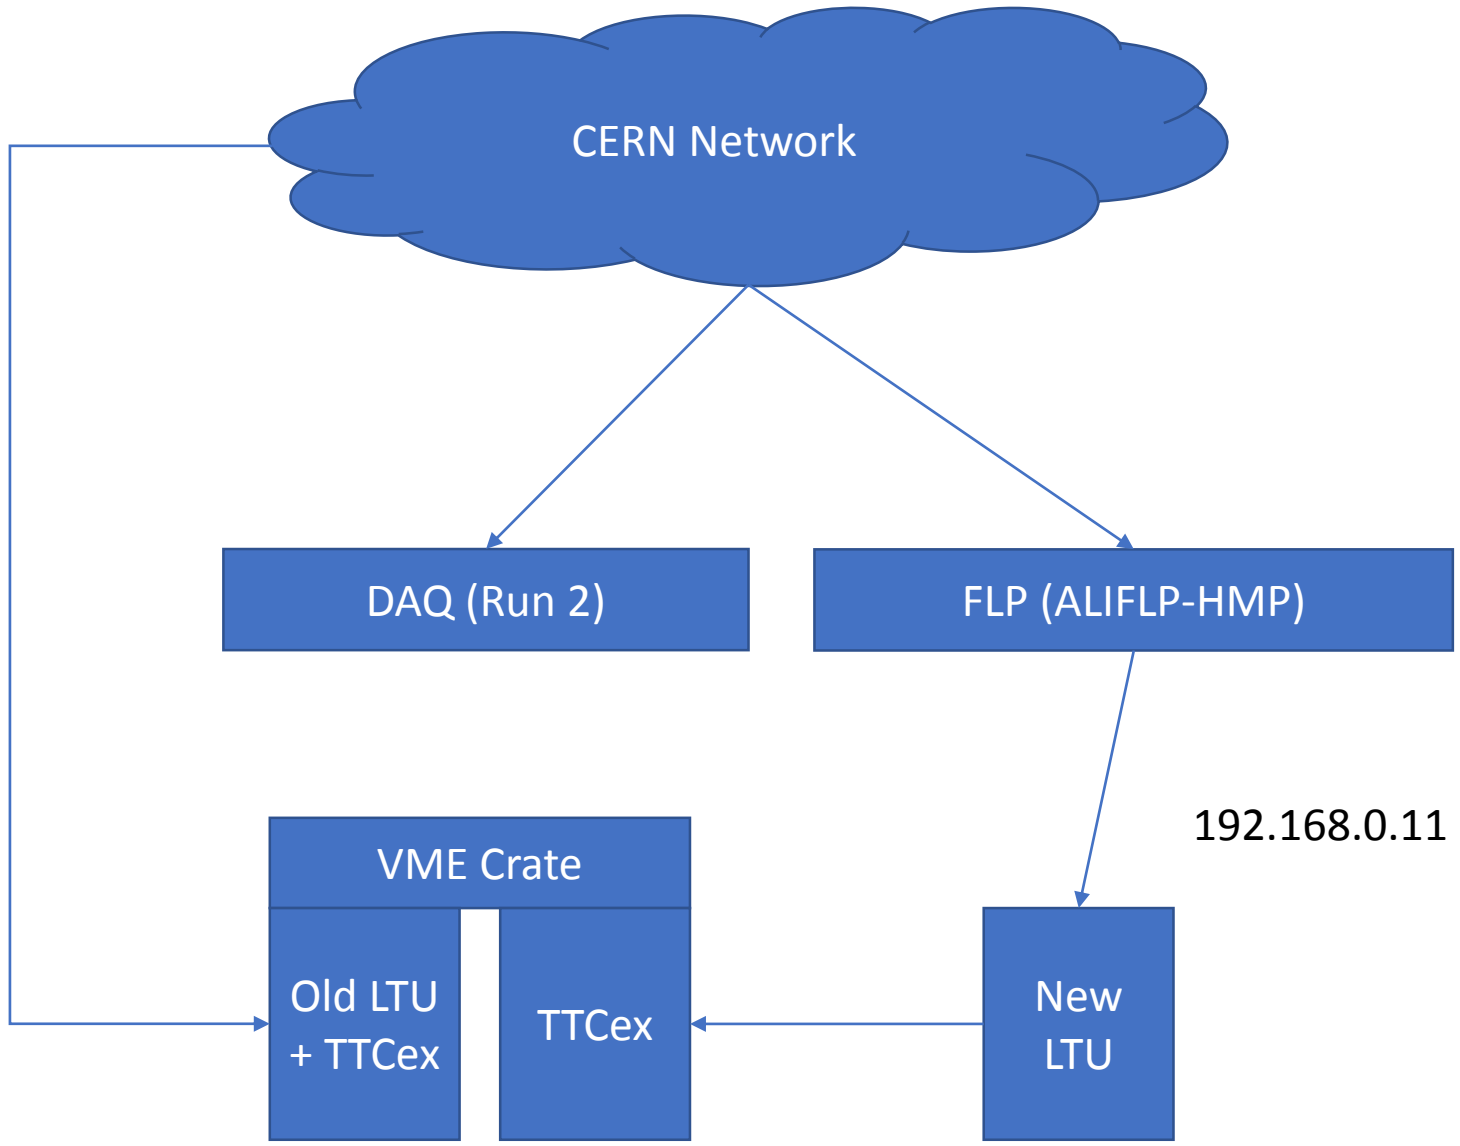 CERN Network
DAQ (Run 2)
FLP (ALIFLP-HMP)
192.168.0.11
VME Crate
Old LTU
+ TTCex
TTCex
New
LTU